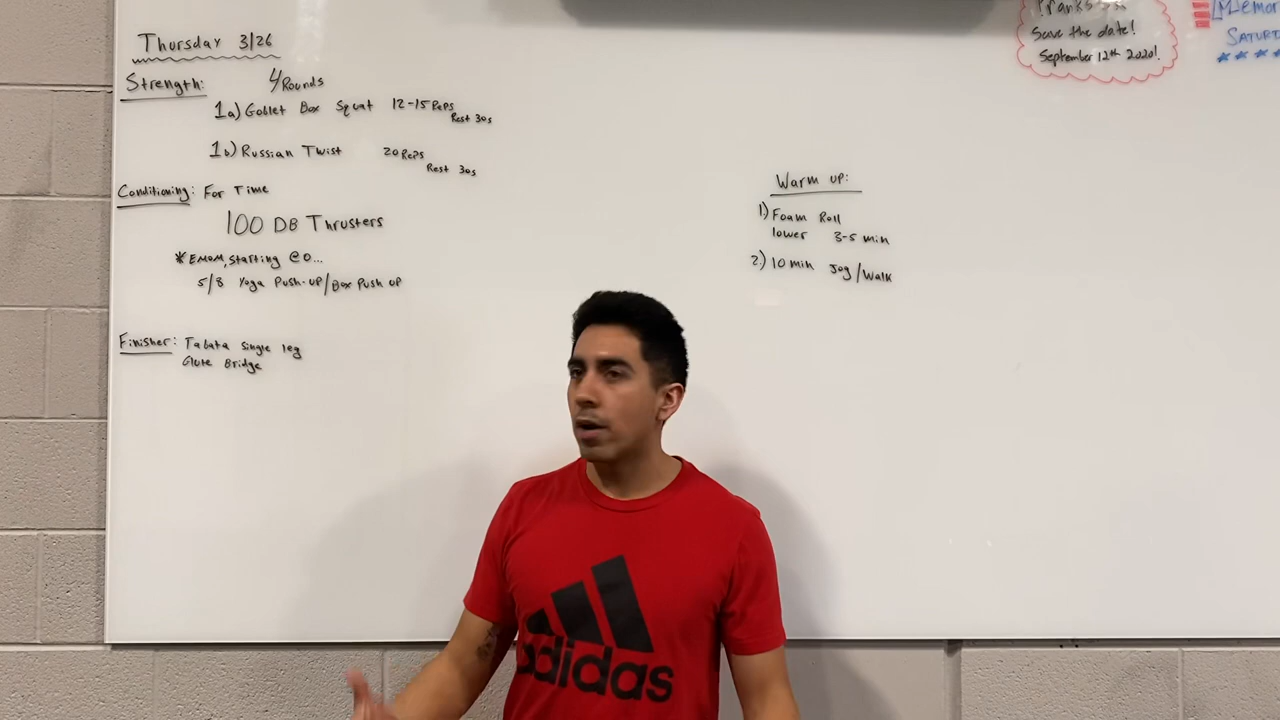 Thursday 3/26
Strength: 4 Rounds
1a) Goblet Box Squat 12-15 Reps
Rest 30s
1b) Russian Twist 20 Reps
Rest 30s
Conditioning: For Time
100 DB Thrusters
*EMOM, Starting @0...
5/8 Yoga Push-up/Box Push up
Finisher: Tabata Single leg
Glute Bridge
Warm up:
1) Foam Roll
lower 3-5 min
2) 10 min Jog/Walk
Save the date!
September 12th 2020!
adidas